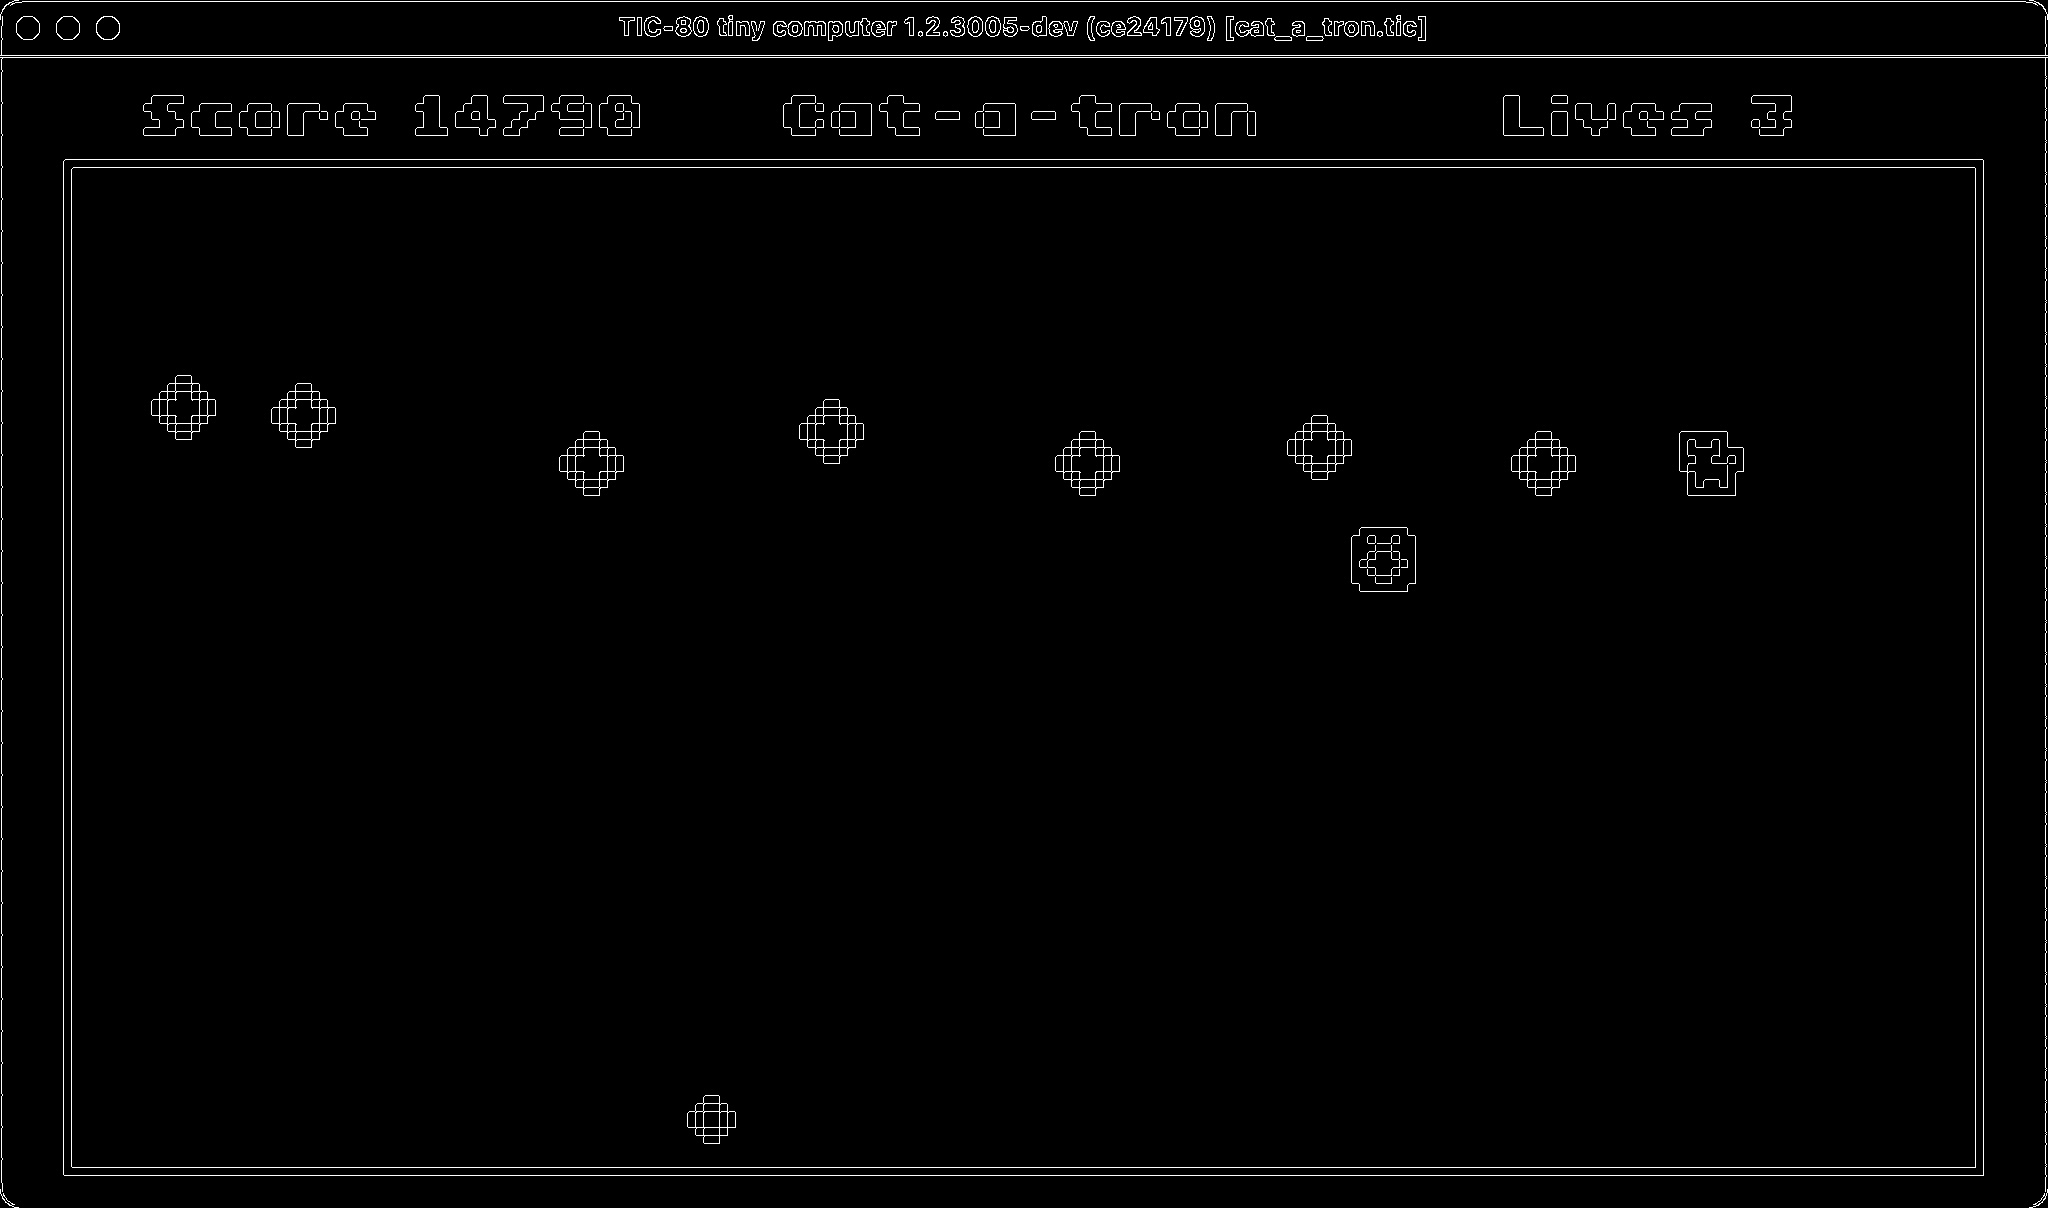 TIC-80 tiny computer 1.2.3005-dev (ce24179) [cat_a_tron.tic]
Score 14790 Cat-a-tron Lives 3